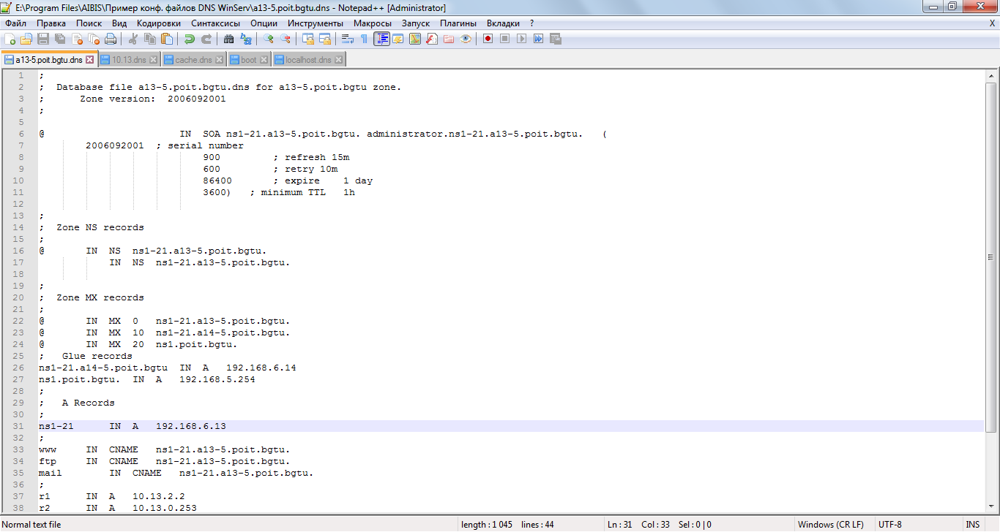 E:\Program Files\AIBIS\Пример конф. файлов DNS WinServ\a13-5.poit.bgtu.dns - Notepad++ [Administrator]
Файл Правка Поиск Вид Кодировки Синтаксисы Опции Инструменты Макросы Запуск Плагины Вкладки ? X
a13-5.poit.bgtu.dns 10.13.dns cache.dns boot localhost.dns
1 ;
2 ; Database file a13-5.poit.bgtu.dns for a13-5.poit.bgtu zone.
3 ; Zone version: 2006092001
4 ;
5
6 @ IN SOA ns1-21.a13-5.poit.bgtu. administrator.ns1-21.a13-5.poit.bgtu. (
7 2006092001 ; serial number
8 900 ; refresh 15m
9 600 ; retry 10m
10 86400 ; expire 1 day
11 3600) ; minimum TTL 1h
12
13 ;
14 ; Zone NS records
15 ;
16 @ IN NS ns1-21.a13-5.poit.bgtu.
17 IN NS ns1-21.a13-5.poit.bgtu.
18
19 ;
20 ; Zone MX records
21 ;
22 @ IN MX 0 ns1-21.a13-5.poit.bgtu.
23 @ IN MX 10 ns1-21.a14-5.poit.bgtu.
24 @ IN MX 20 ns1.poit.bgtu.
25 ; Glue records
26 ns1-21.a14-5.poit.bgtu IN A 192.168.6.14
27 ns1.poit.bgtu. IN A 192.168.5.254
28 ;
29 ; A Records
30 ;
31 ns1-21 IN A 192.168.6.13
32 ;
33 www IN CNAME ns1-21.a13-5.poit.bgtu.
34 ftp IN CNAME ns1-21.a13-5.poit.bgtu.
35 mail IN CNAME ns1-21.a13-5.poit.bgtu.
36 ;
37 r1 IN A 10.13.2.2
38 r2 IN A 10.13.0.253
Normal text file length : 1 045 lines : 44 Ln : 31 Col : 33 Sel : 0 | 0 Windows (CR LF) UTF-8 INS